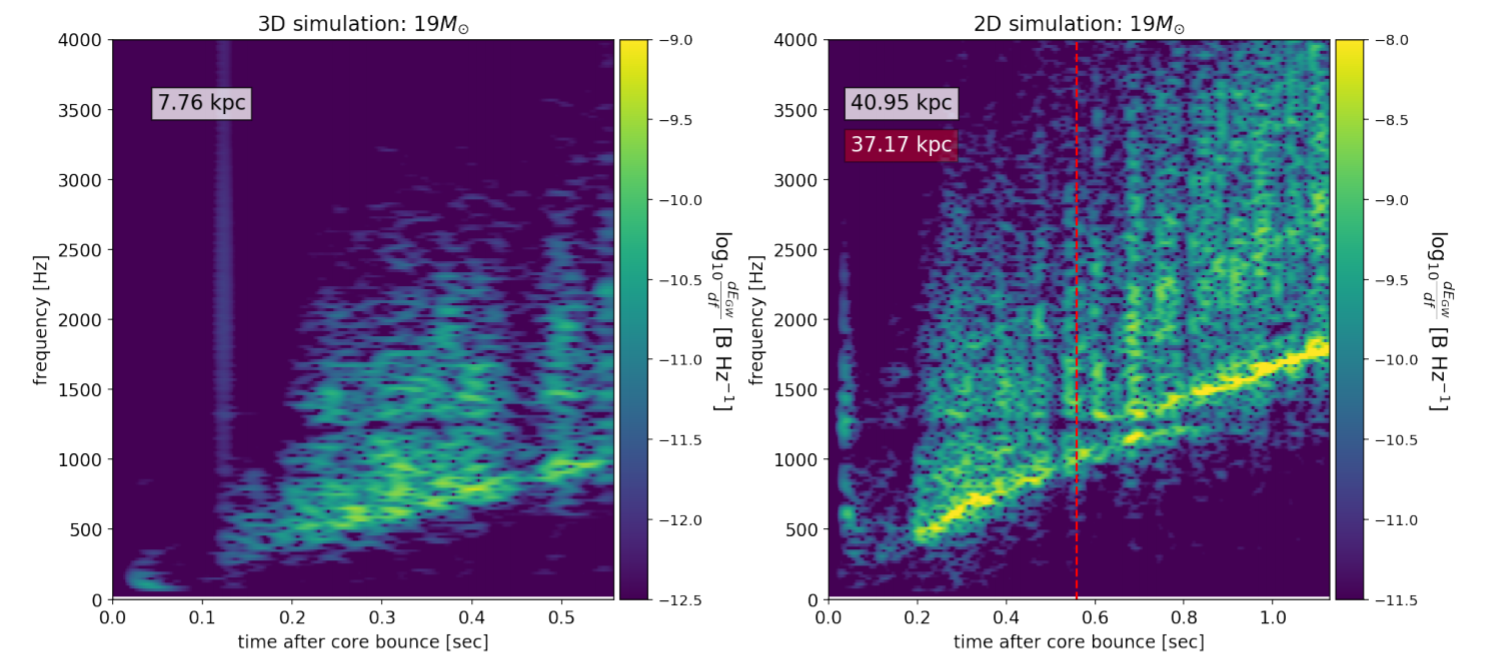 3D simulation: 19M⊙
4000
3500
3000
2500
2000
1500
1000
500
0
frequency [Hz]
7.76 kpc
0.0 0.1 0.2 0.3 0.4 0.5
time after core bounce [sec]
−9.0
−9.5
−10.0
−10.5
−11.0
−11.5
−12.0
−12.5
log₁₀ dE_GW/df [B Hz⁻¹]
2D simulation: 19M⊙
4000
3500
3000
2500
2000
1500
1000
500
0
frequency [Hz]
40.95 kpc
37.17 kpc
0.0 0.2 0.4 0.6 0.8 1.0
time after core bounce [sec]
−8.0
−8.5
−9.0
−9.5
−10.0
−10.5
−11.0
−11.5
log₁₀ dE_GW/df [B Hz⁻¹]